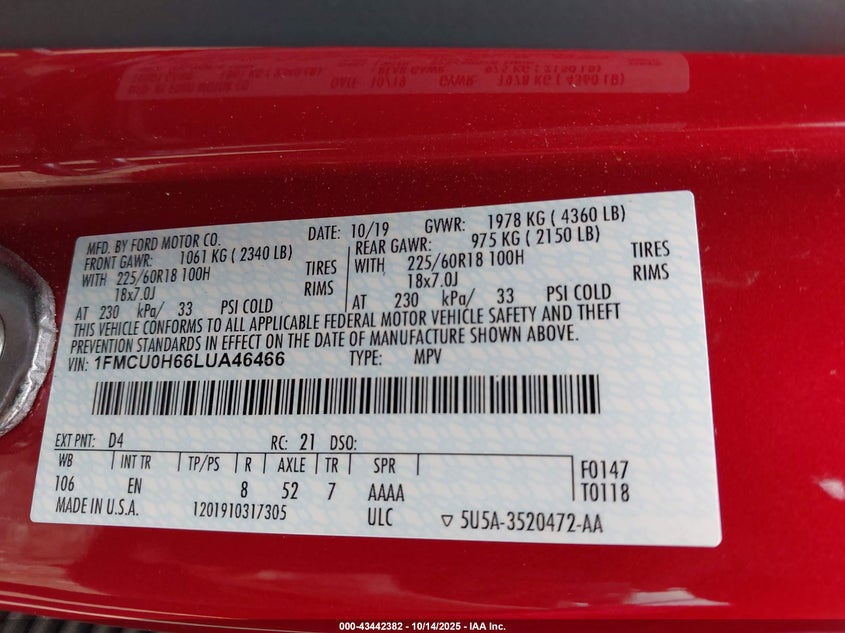 MFD. BY FORD MOTOR CO. DATE: 10/19 GVWR: 1978 KG ( 4360 LB)
FRONT GAWR: 1061 KG ( 2340 LB) REAR GAWR: 975 KG ( 2150 LB)
WITH 225/60R18 100H TIRES WITH 225/60R18 100H TIRES
18x7.0J RIMS 18x7.0J RIMS
AT 230 kPa/ 33 PSI COLD AT 230 kPa/ 33 PSI COLD
THIS VEHICLE CONFORMS TO ALL APPLICABLE FEDERAL MOTOR VEHICLE SAFETY AND THEFT
PREVENTION STANDARDS IN EFFECT ON THE DATE OF MANUFACTURE SHOWN ABOVE.
VIN: 1FMCU0H66LUA46466 TYPE: MPV
EXT PNT: D4 RC: 21 DSO:
WB INT TR TP/PS R AXLE TR SPR F0147
106 EN 8 52 7 AAAA T0118
MADE IN U.S.A. 1201910317305 ULC ▽ 5U5A-3520472-AA
000-43442382 - 10/14/2025 - IAA Inc.